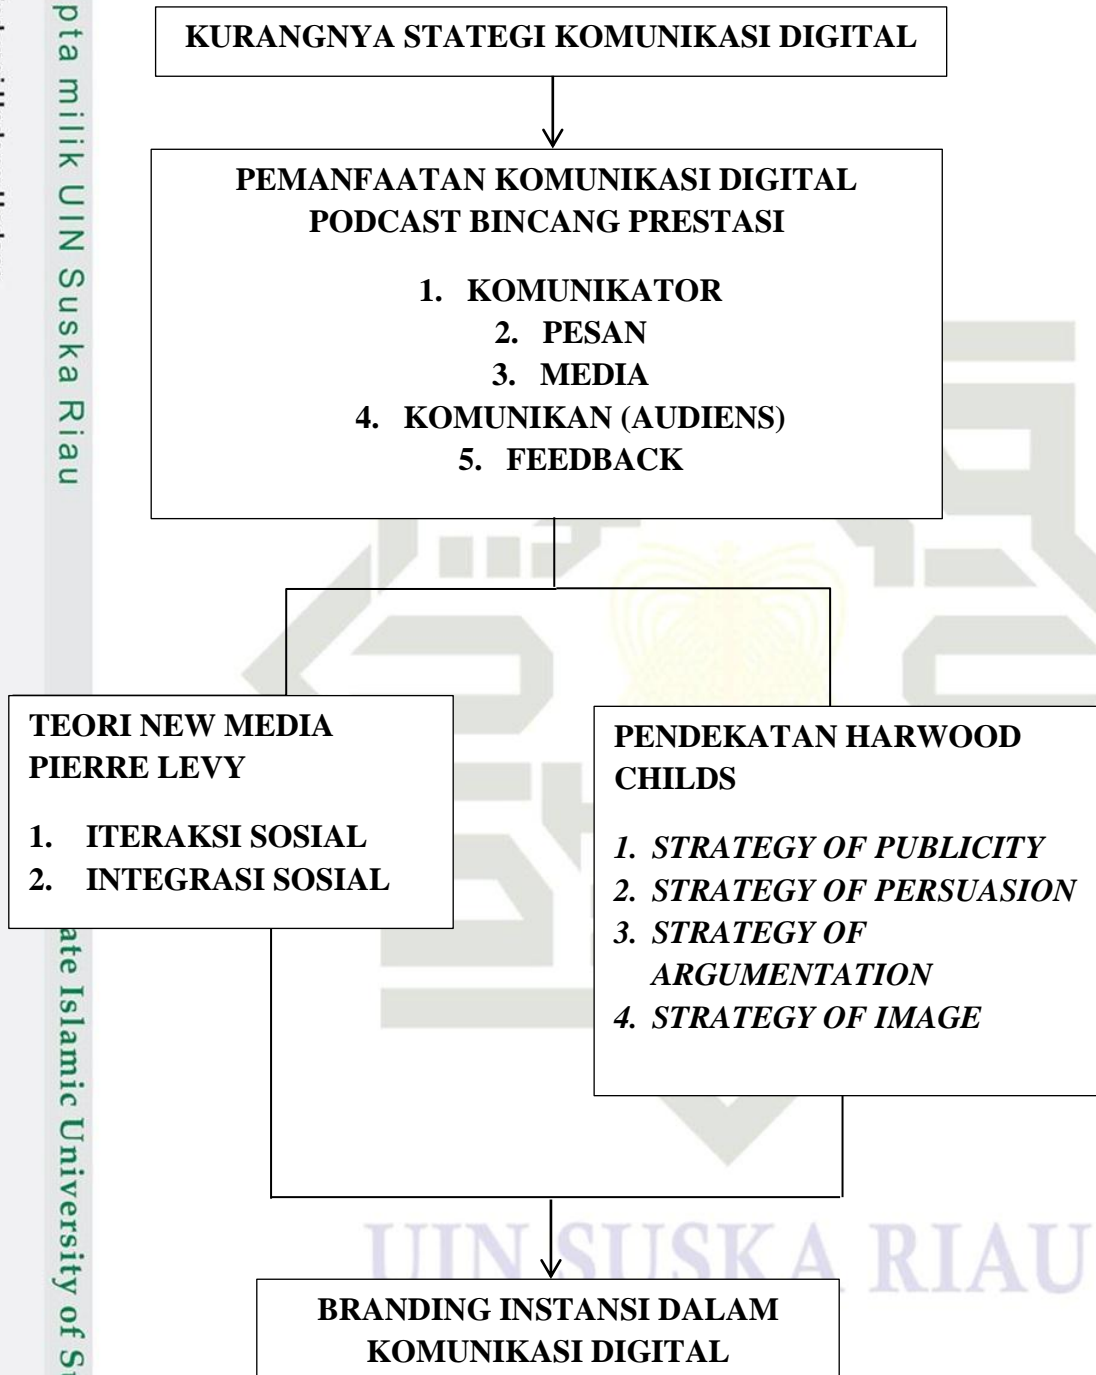 KURANGNYA STATEGI KOMUNIKASI DIGITAL
PEMANFAATAN KOMUNIKASI DIGITAL
PODCAST BINCANG PRESTASI
1. KOMUNIKATOR
2. PESAN
3. MEDIA
4. KOMUNIKAN (AUDIENS)
5. FEEDBACK
TEORI NEW MEDIA
PIERRE LEVY
1. ITERAKSI SOSIAL
2. INTEGRASI SOSIAL
PENDEKATAN HARWOOD
CHILDS
1. STRATEGY OF PUBLICITY
2. STRATEGY OF PERSUASION
3. STRATEGY OF
ARGUMENTATION
4. STRATEGY OF IMAGE
BRANDING INSTANSI DALAM
KOMUNIKASI DIGITAL
UIN SUSKA RIAU
pta milik UIN Suska Riau
ate Islamic University of Su